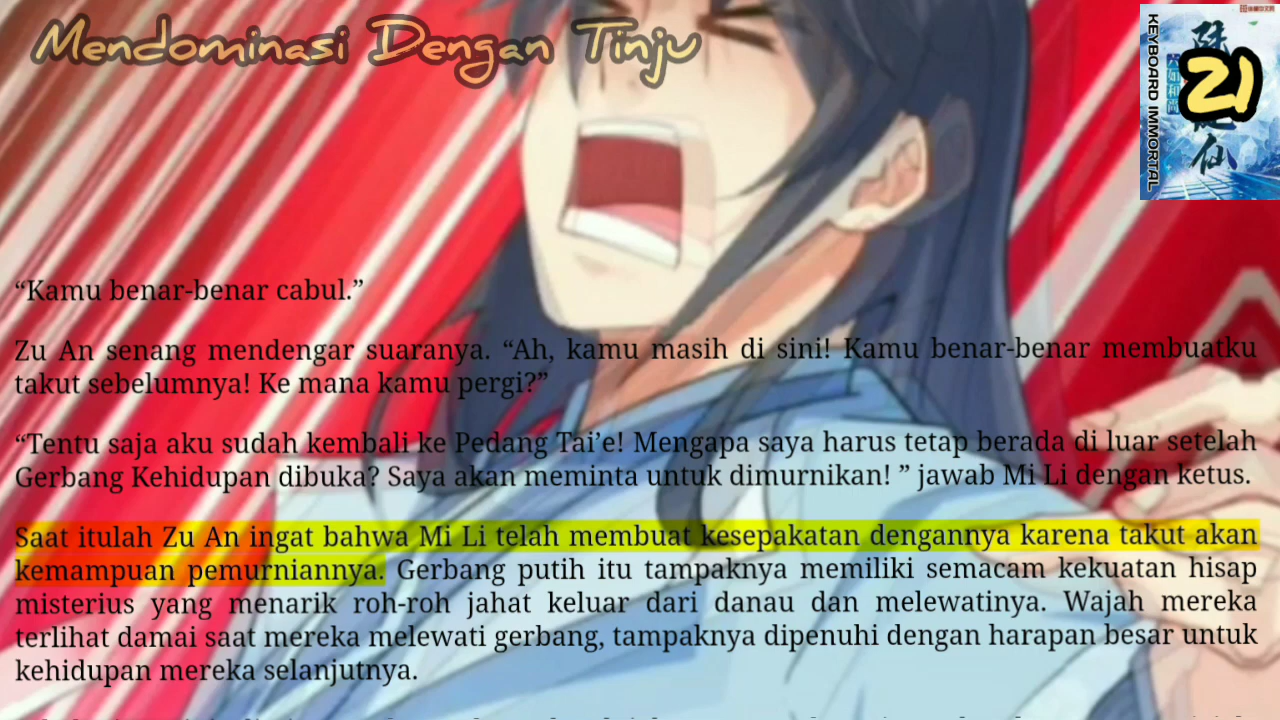 Mendominasi Dengan Tinju
KEYBOARD IMMORTAL
21
“Kamu benar-benar cabul.”
Zu An senang mendengar suaranya. “Ah, kamu masih di sini! Kamu benar-benar membuatku
takut sebelumnya! Ke mana kamu pergi?”
“Tentu saja aku sudah kembali ke Pedang Tai’e! Mengapa saya harus tetap berada di luar setelah
Gerbang Kehidupan dibuka? Saya akan meminta untuk dimurnikan! ” jawab Mi Li dengan ketus.
Saat itulah Zu An ingat bahwa Mi Li telah membuat kesepakatan dengannya karena takut akan
kemampuan pemurniannya. Gerbang putih itu tampaknya memiliki semacam kekuatan hisap
misterius yang menarik roh-roh jahat keluar dari danau dan melewatinya. Wajah mereka
terlihat damai saat mereka melewati gerbang, tampaknya dipenuhi dengan harapan besar untuk
kehidupan mereka selanjutnya.